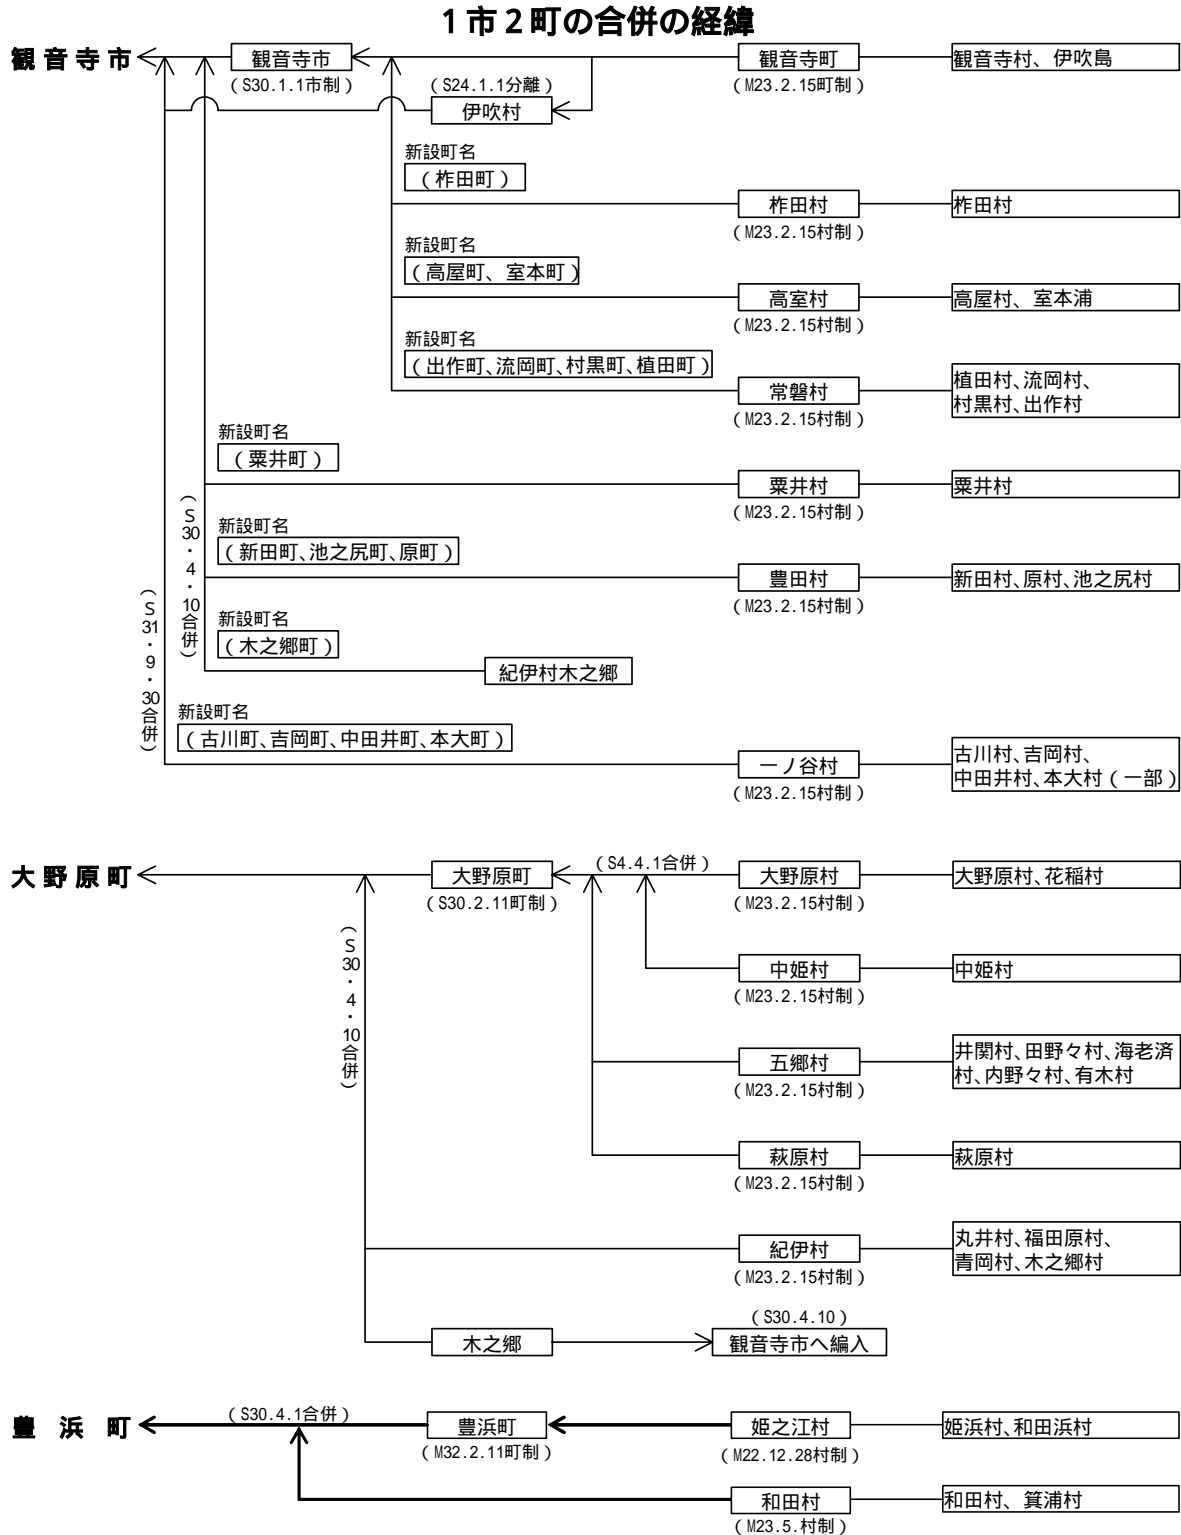 1市2町の合併の経緯
観音寺市
観音寺市
（S30.1.1市制）
観音寺町
（M23.2.15町制）
観音寺村、伊吹島
（S24.1.1分離）
伊吹村
新設町名
（柞田町）
柞田村
（M23.2.15村制）
柞田村
新設町名
（高屋町、室本町）
高室村
（M23.2.15村制）
高屋村、室本浦
新設町名
（出作町、流岡町、村黒町、植田町）
常磐村
（M23.2.15村制）
植田村、流岡村、
村黒村、出作村
新設町名
（粟井町）
粟井村
（M23.2.15村制）
粟井村
（S30・4・10合併）
新設町名
（新田町、池之尻町、原町）
豊田村
（M23.2.15村制）
新田村、原村、池之尻村
（S31・9・30合併）
新設町名
（木之郷町）
紀伊村木之郷
新設町名
（古川町、吉岡町、中田井町、本大町）
一ノ谷村
（M23.2.15村制）
古川村、吉岡村、
中田井村、本大村（一部）
大野原町
大野原町
（S30.2.11町制）
（S4.4.1合併）
大野原村
（M23.2.15村制）
大野原村、花稲村
（S30・4・10合併）
中姫村
（M23.2.15村制）
中姫村
五郷村
（M23.2.15村制）
井関村、田野々村、海老済
村、内野々村、有木村
萩原村
（M23.2.15村制）
萩原村
紀伊村
（M23.2.15村制）
丸井村、福田原村、
青岡村、木之郷村
木之郷
（S30.4.10）
観音寺市へ編入
豊浜町
（S30.4.1合併）
豊浜町
（M32.2.11町制）
姫之江村
（M22.12.28村制）
姫浜村、和田浜村
和田村
（M23.5.村制）
和田村、箕浦村